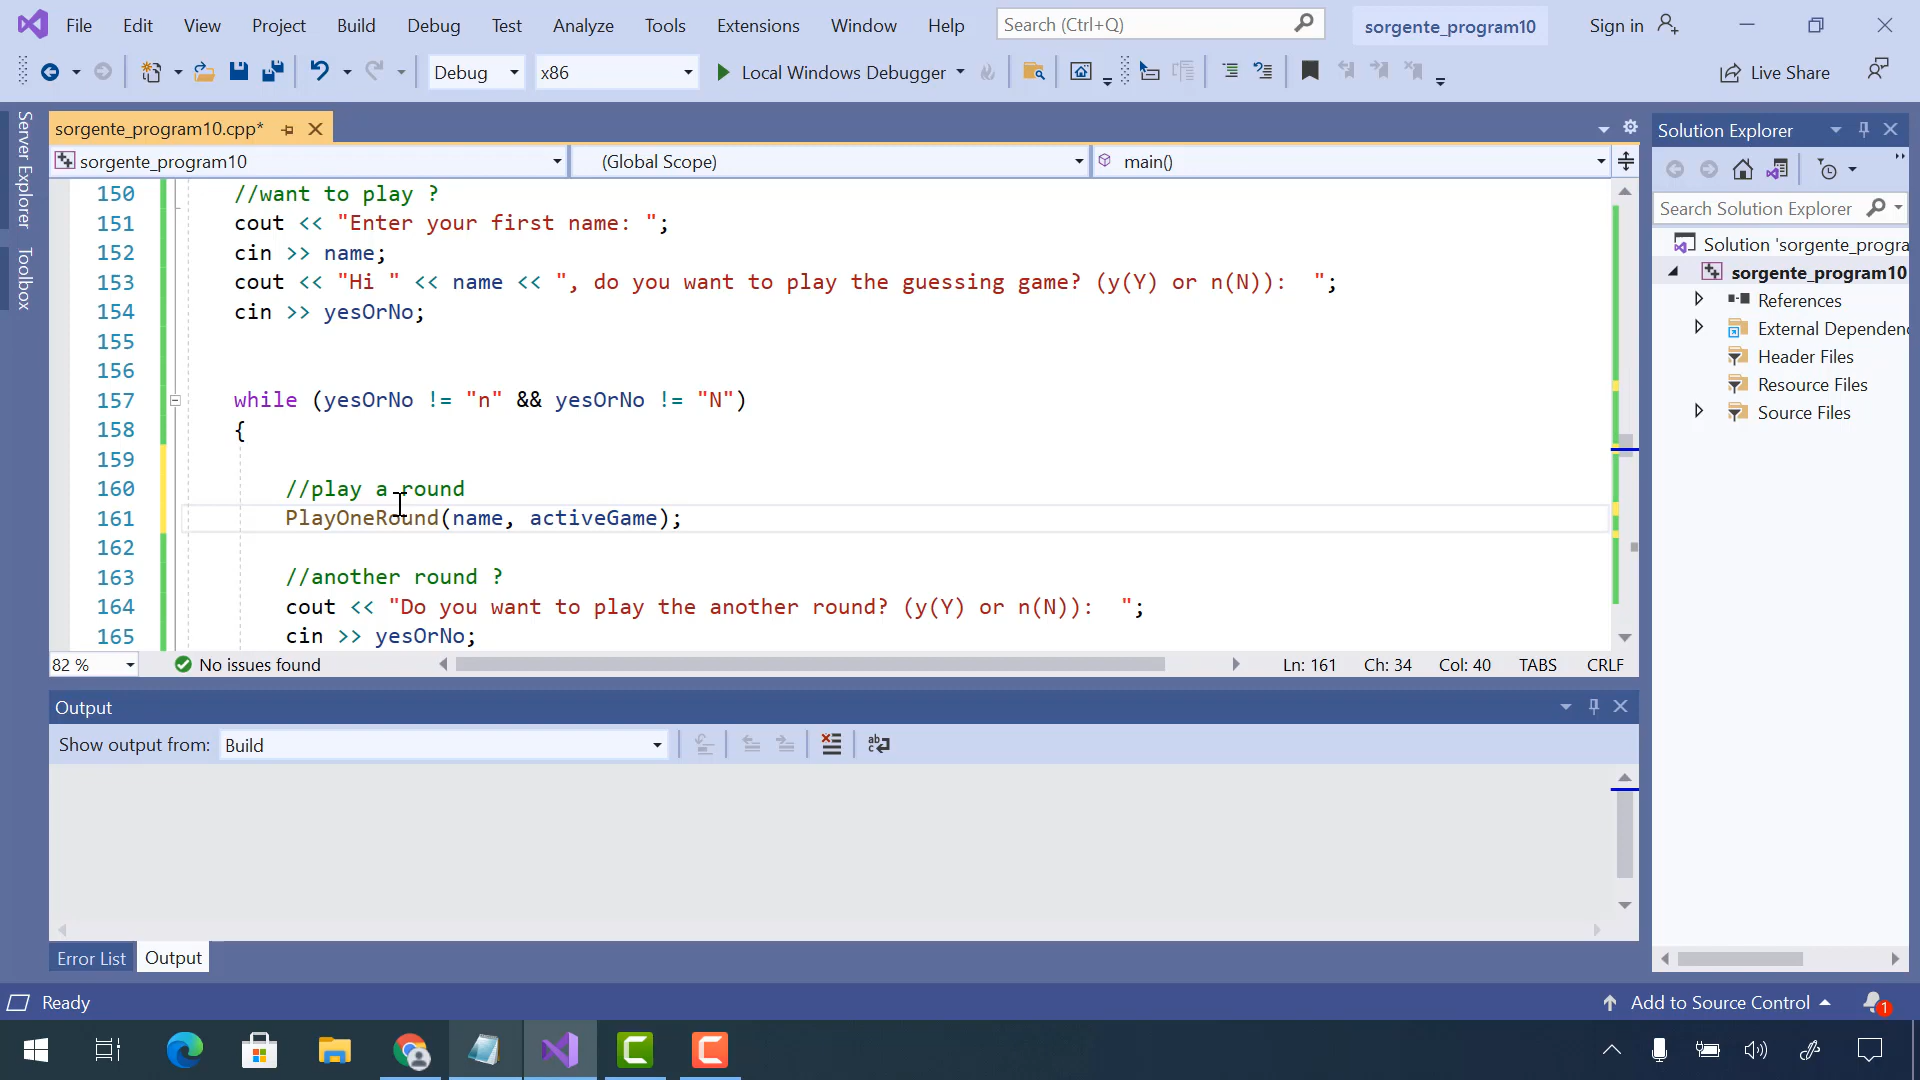 File Edit View Project Build Debug Test Analyze Tools Extensions Window Help Search (Ctrl+Q) sorgente_program10 Sign in
Debug x86 Local Windows Debugger Live Share
Server Explorer
Toolbox
sorgente_program10.cpp*
sorgente_program10 (Global Scope) main()
150 //want to play ?
151 cout << "Enter your first name: ";
152 cin >> name;
153 cout << "Hi " << name << ", do you want to play the guessing game? (y(Y) or n(N)):  ";
154 cin >> yesOrNo;
155
156
157 while (yesOrNo != "n" && yesOrNo != "N")
158 {
159
160 //play a round
161 PlayOneRound(name, activeGame);
162
163 //another round ?
164 cout << "Do you want to play the another round? (y(Y) or n(N)):  ";
165 cin >> yesOrNo;
82 % No issues found Ln: 161 Ch: 34 Col: 40 TABS CRLF
Output
Show output from: Build
Error List Output
Solution Explorer
Search Solution Explorer
Solution 'sorgente_progra
sorgente_program10
References
External Dependenc
Header Files
Resource Files
Source Files
Ready Add to Source Control 1